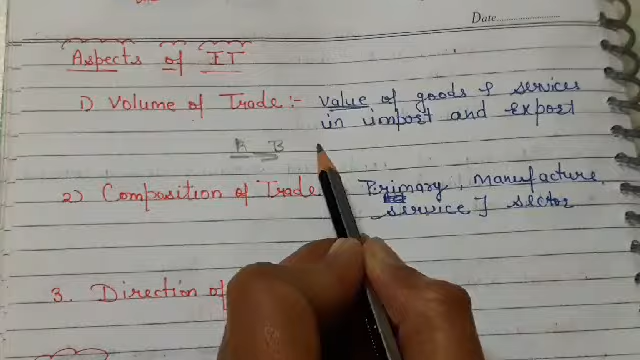 Date
Aspects of IT
1) Volume of Trade :- value of goods & services
in import and export
A B
2) Composition of Trade Primary, Manufacture,
service } sector
3. Direction of